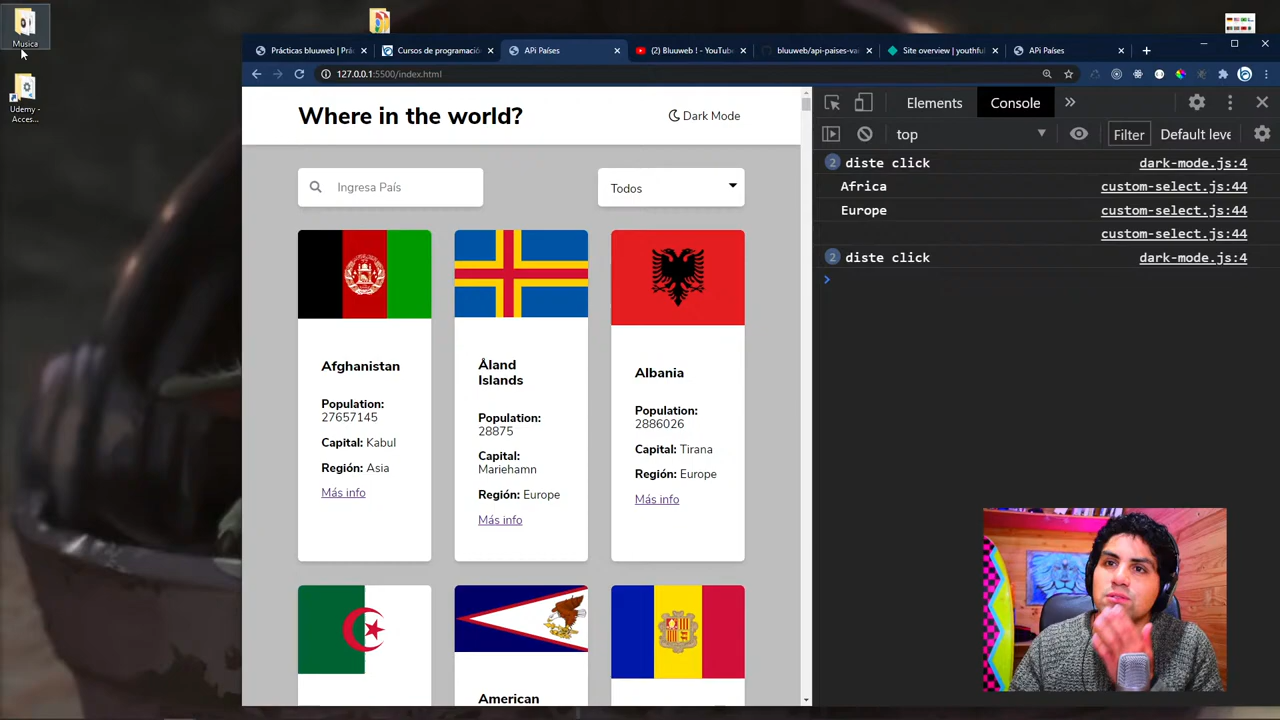 Musica
Udemy -
Acces...
Prácticas bluuweb | Prá
Cursos de programació
APi Paises
(2) Bluuweb ! - YouTube
bluuweb/api-paises-va
Site overview | youthful
APi Paises
127.0.0.1:5500/index.html
Where in the world?
Dark Mode
Ingresa País
Todos
Afghanistan
Population:
27657145
Capital: Kabul
Región: Asia
Más info
Åland
Islands
Population:
28875
Capital:
Mariehamn
Región: Europe
Más info
Albania
Population:
2886026
Capital: Tirana
Región: Europe
Más info
American
Elements
Console
top
Filter
Default leve
2 diste click dark-mode.js:4
Africa custom-select.js:44
Europe custom-select.js:44
custom-select.js:44
2 diste click dark-mode.js:4